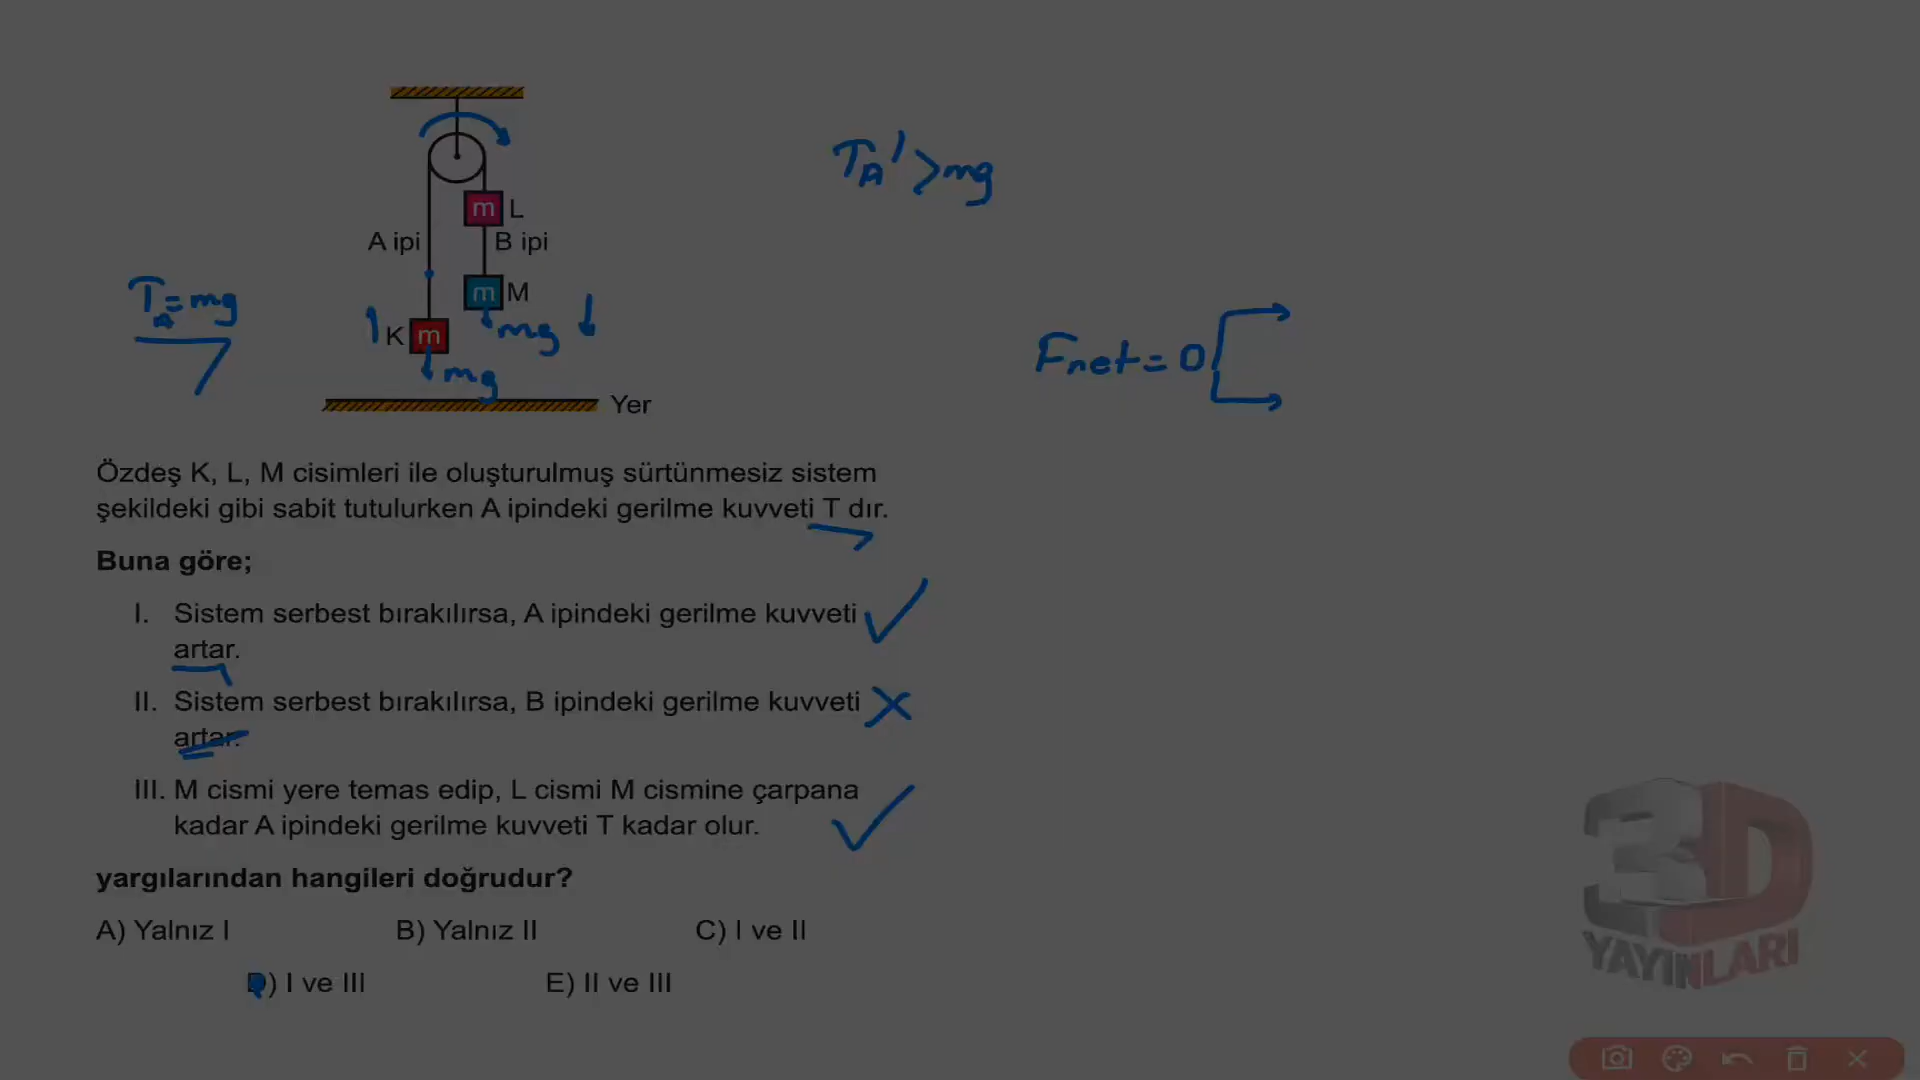 T_A' > mg
m L
A ipi
B ipi
T_A = mg
m M
K m
mg
mg
Fnet = 0
Yer
Özdeş K, L, M cisimleri ile oluşturulmuş sürtünmesiz sistem
şekildeki gibi sabit tutulurken A ipindeki gerilme kuvveti T dır.
Buna göre;
I. Sistem serbest bırakılırsa, A ipindeki gerilme kuvveti
artar.
II. Sistem serbest bırakılırsa, B ipindeki gerilme kuvveti
artar.
III. M cismi yere temas edip, L cismi M cismine çarpana
kadar A ipindeki gerilme kuvveti T kadar olur.
yargılarından hangileri doğrudur?
A) Yalnız I B) Yalnız II C) I ve II
D) I ve III E) II ve III
3D
YAYINLARI